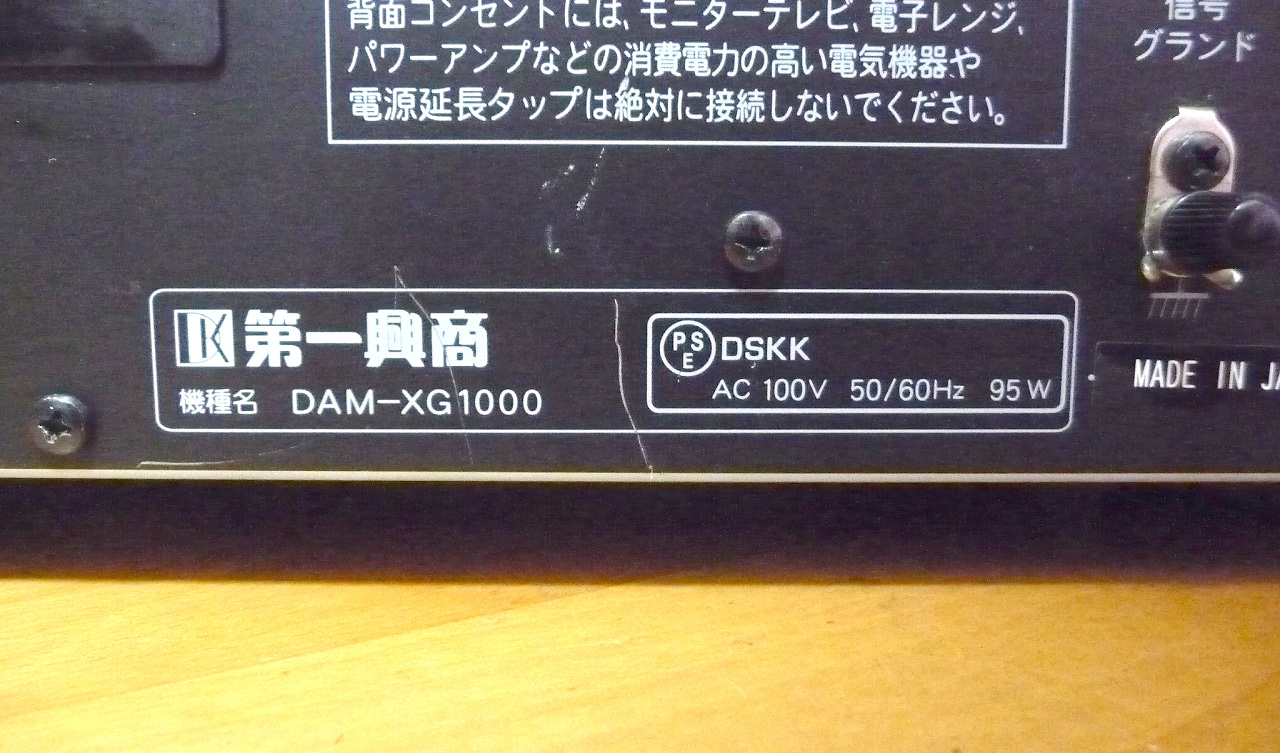 背面コンセントには、モニターテレビ、電子レンジ、
パワーアンプなどの消費電力の高い電気機器や
電源延長タップは絶対に接続しないでください。
信号
グランド
DK 第一興商
機種名 DAM-XG1000
PSE DSKK
AC 100V 50/60Hz 95W
MADE IN JA